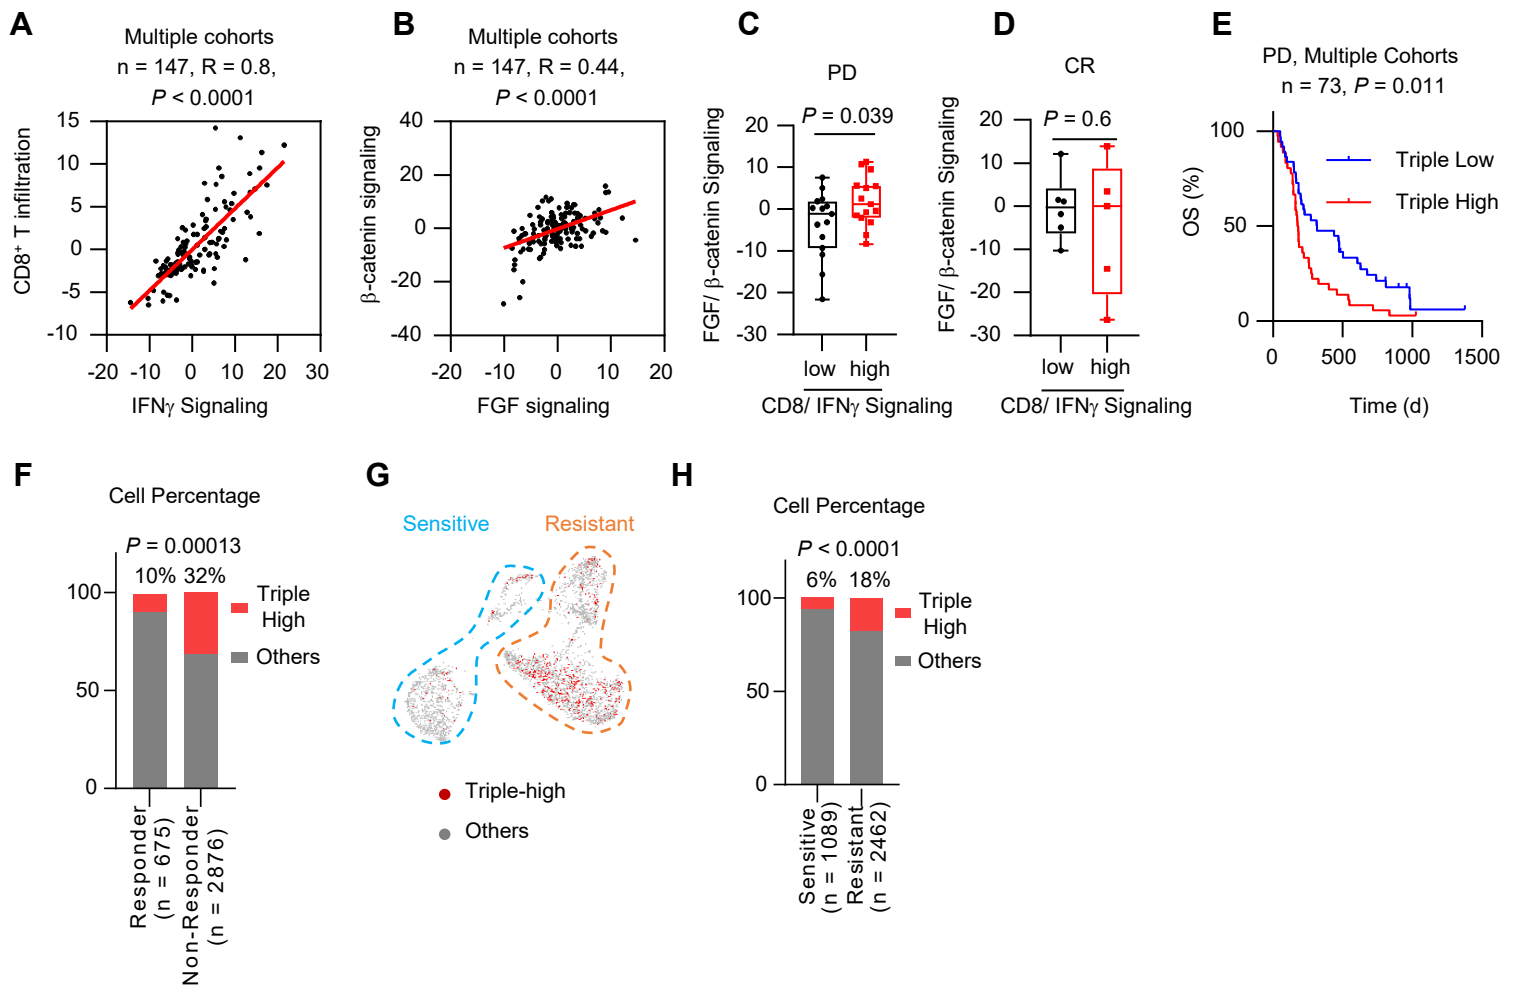 A
Multiple cohorts
n = 147, R = 0.8,
P < 0.0001
CD8⁺ T infiltration
15
10
5
0
-5
-10
-20 -10 0 10 20 30
IFNγ Signaling
B
Multiple cohorts
n = 147, R = 0.44,
P < 0.0001
β-catenin signaling
40
20
0
-20
-40
-20 -10 0 10 20
FGF signaling
C
PD
P = 0.039
FGF/ β-catenin Signaling
20
10
0
-10
-20
-30
low high
CD8/ IFNγ Signaling
D
CR
P = 0.6
FGF/ β-catenin Signaling
20
10
0
-10
-20
-30
low high
CD8/ IFNγ Signaling
E
PD, Multiple Cohorts
n = 73, P = 0.011
OS (%)
100
50
0
Triple Low
Triple High
0 500 1000 1500
Time (d)
F
Cell Percentage
P = 0.00013
10% 32%
100
50
0
Triple
High
Others
Responder
(n = 675)
Non-Responder
(n = 2876)
G
Sensitive
Resistant
Triple-high
Others
H
Cell Percentage
P < 0.0001
6% 18%
100
50
0
Triple
High
Others
Sensitive
(n = 1089)
Resistant
(n = 2462)